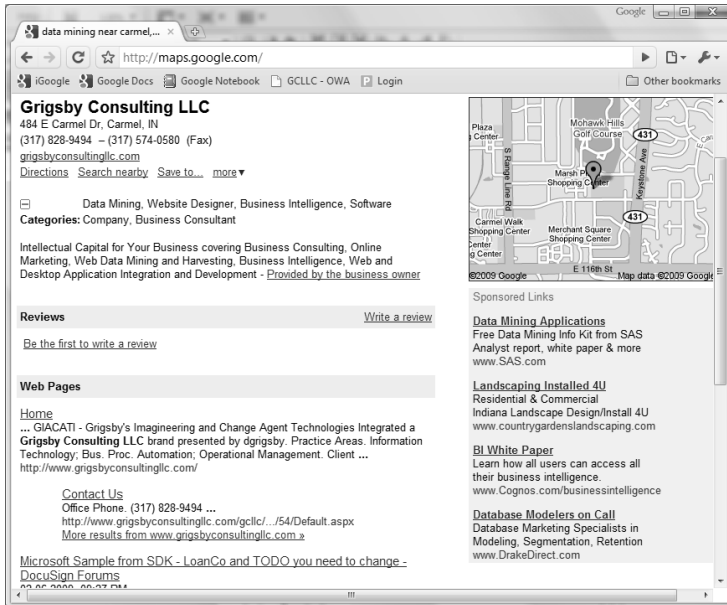 Google
data mining near carmel,...
http://maps.google.com/
iGoogle Google Docs Google Notebook GCLLC - OWA Login Other bookmarks
Grigsby Consulting LLC
484 E Carmel Dr, Carmel, IN
(317) 828-9494 – (317) 574-0580 (Fax)
grigsbyconsultingllc.com
Directions Search nearby Save to... more▼
Data Mining, Website Designer, Business Intelligence, Software
Categories: Company, Business Consultant
Intellectual Capital for Your Business covering Business Consulting, Online
Marketing, Web Data Mining and Harvesting, Business Intelligence, Web and
Desktop Application Integration and Development - Provided by the business owner
Reviews Write a review
Be the first to write a review
Web Pages
Home
... GIACATI - Grigsby's Imagineering and Change Agent Technologies Integrated a
Grigsby Consulting LLC brand presented by dgrigsby. Practice Areas. Information
Technology; Bus. Proc. Automation; Operational Management. Client ...
http://www.grigsbyconsultingllc.com/
Contact Us
Office Phone. (317) 828-9494 ...
http://www.grigsbyconsultingllc.com/gcllc/.../54/Default.aspx
More results from www.grigsbyconsultingllc.com »
Microsoft Sample from SDK - LoanCo and TODO you need to change -
DocuSign Forums
Plaza
Center
Mohawk Hills
Golf Course
431
S Range Line Rd
Keystone Ave
Marsh
Shopping Center
431
Carmel Walk
Shopping Center
Merchant Square
Shopping Center
Center
E 116th St
©2009 Google Map data ©2009 Google
Sponsored Links
Data Mining Applications
Free Data Mining Info Kit from SAS
Analyst report, white paper & more
www.SAS.com
Landscaping Installed 4U
Residential & Commercial
Indiana Landscape Design/Install 4U
www.countrygardenslandscaping.com
BI White Paper
Learn how all users can access all
their business intelligence.
www.Cognos.com/businessintelligence
Database Modelers on Call
Database Marketing Specialists in
Modeling, Segmentation, Retention
www.DrakeDirect.com